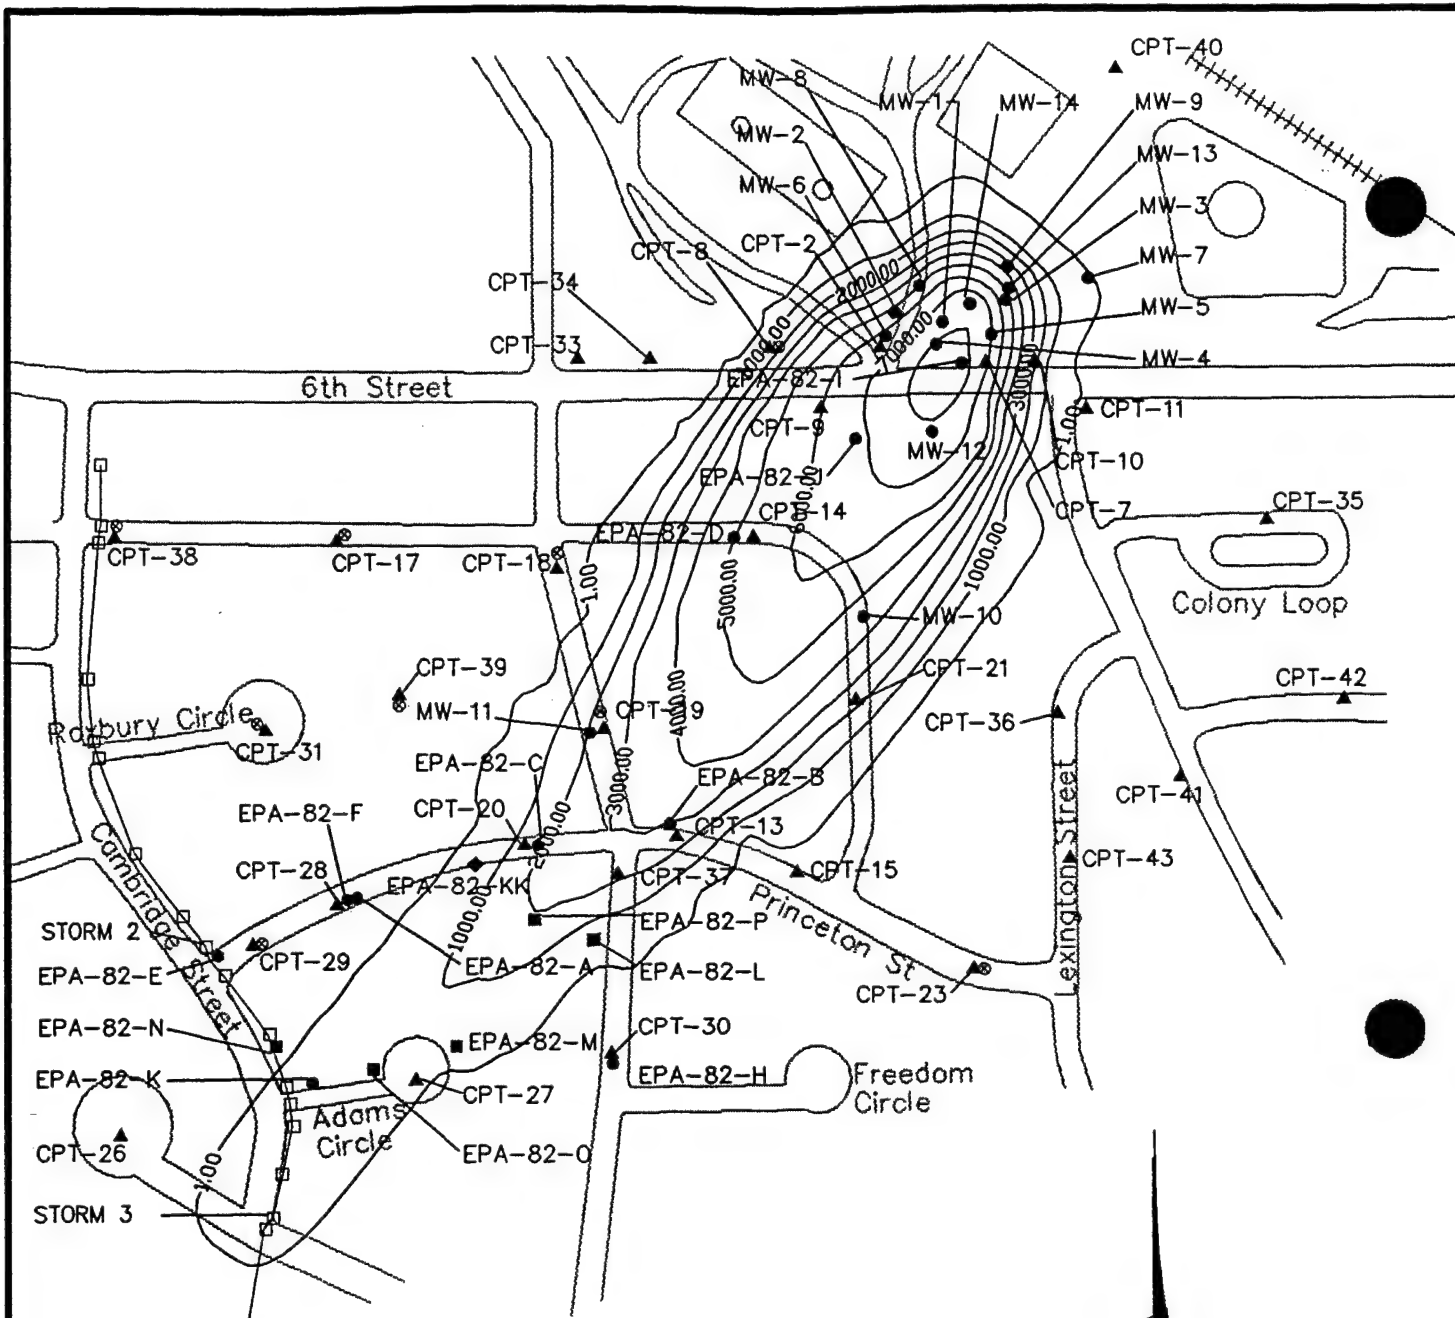 CPT-40
MW-8
MW-1
MW-14
MW-9
MW-2
MW-13
MW-6
MW-3
CPT-2
CPT-8
MW-7
CPT-34
2000.00
MW-5
CPT-33
7000.00
MW-4
6th Street
EPA-82-I
3000.00
CPT-9
1.00
CPT-11
MW-12
CPT-10
EPA-82-J
CPT-14
CPT-7
CPT-35
EPA-82-D
CPT-38
CPT-17
CPT-18
1.00
5000.00
1000.00
Colony Loop
MW-10
CPT-39
CPT-21
CPT-42
Roxbury Circle
MW-11
CPT-19
4000.00
CPT-36
CPT-31
EPA-82-C
EPA-82-B
3000.00
CPT-41
EPA-82-F
CPT-20
2000.00
CPT-13
Cambridge Street
CPT-28
EPA-82-KK
CPT-37
CPT-15
CPT-43
Lexington Street
1000.00
EPA-82-P
Princeton St
STORM 2
CPT-29
EPA-82-A
EPA-82-L
EPA-82-E
CPT-23
EPA-82-N
EPA-82-M
CPT-30
EPA-82-K
EPA-82-H
Freedom
Circle
CPT-27
Adams
Circle
CPT-26
1.00
EPA-82-O
STORM 3